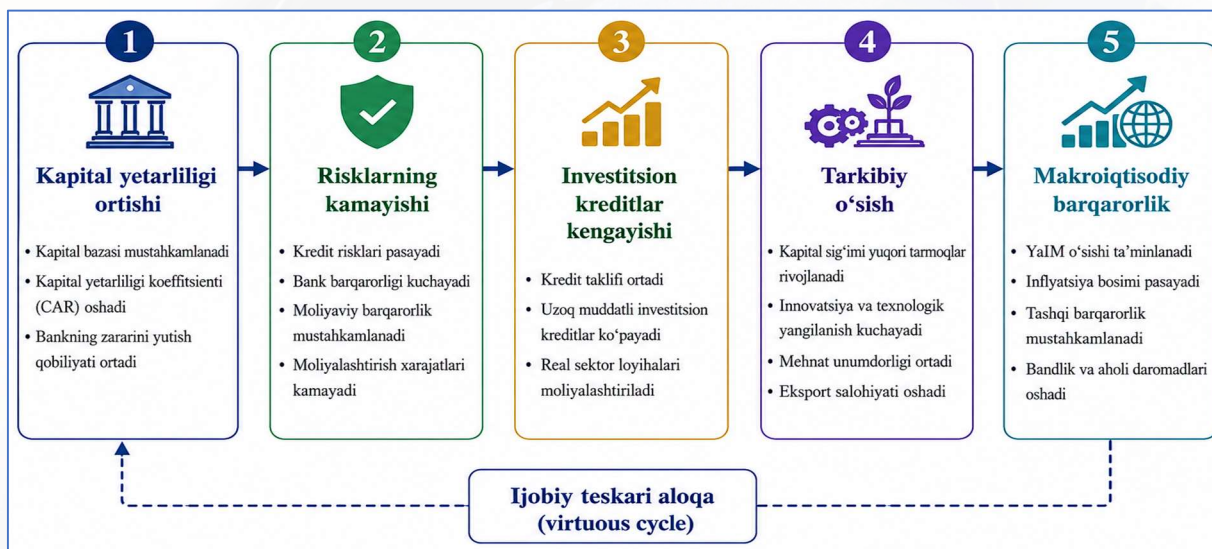 1
Kapital yetarliligi
ortishi
• Kapital bazasi mustahkamlanadi
• Kapital yetarliligi koeffitsienti
(CAR) oshadi
• Bankning zararini yutish
qobiliyati ortadi
2
Risklarning
kamayishi
• Kredit risklari pasayadi
• Bank barqarorligi kuchayadi
• Moliyaviy barqarorlik
mustahkamlanadi
• Moliyalashtirish xarajatlari
kamayadi
3
Investitsion
kreditlar
kengayishi
• Kredit taklifi ortadi
• Uzoq muddatli investitsion
kreditlar ko‘payadi
• Real sektor loyihalari
moliyalashtiriladi
4
Tarkibiy
o‘sish
• Kapital sig‘imi yuqori tarmoqlar
rivojlanadi
• Innovatsiya va texnologik
yangilanish kuchayadi
• Mehnat unumdorligi ortadi
• Eksport salohiyati oshadi
5
Makroiqtisodiy
barqarorlik
• YaIM o‘sishi ta’minlanadi
• Inflyatsiya bosimi pasayadi
• Tashqi barqarorlik
mustahkamlanadi
• Bandlik va aholi daromadlari
oshadi
Ijobiy teskari aloqa
(virtuous cycle)